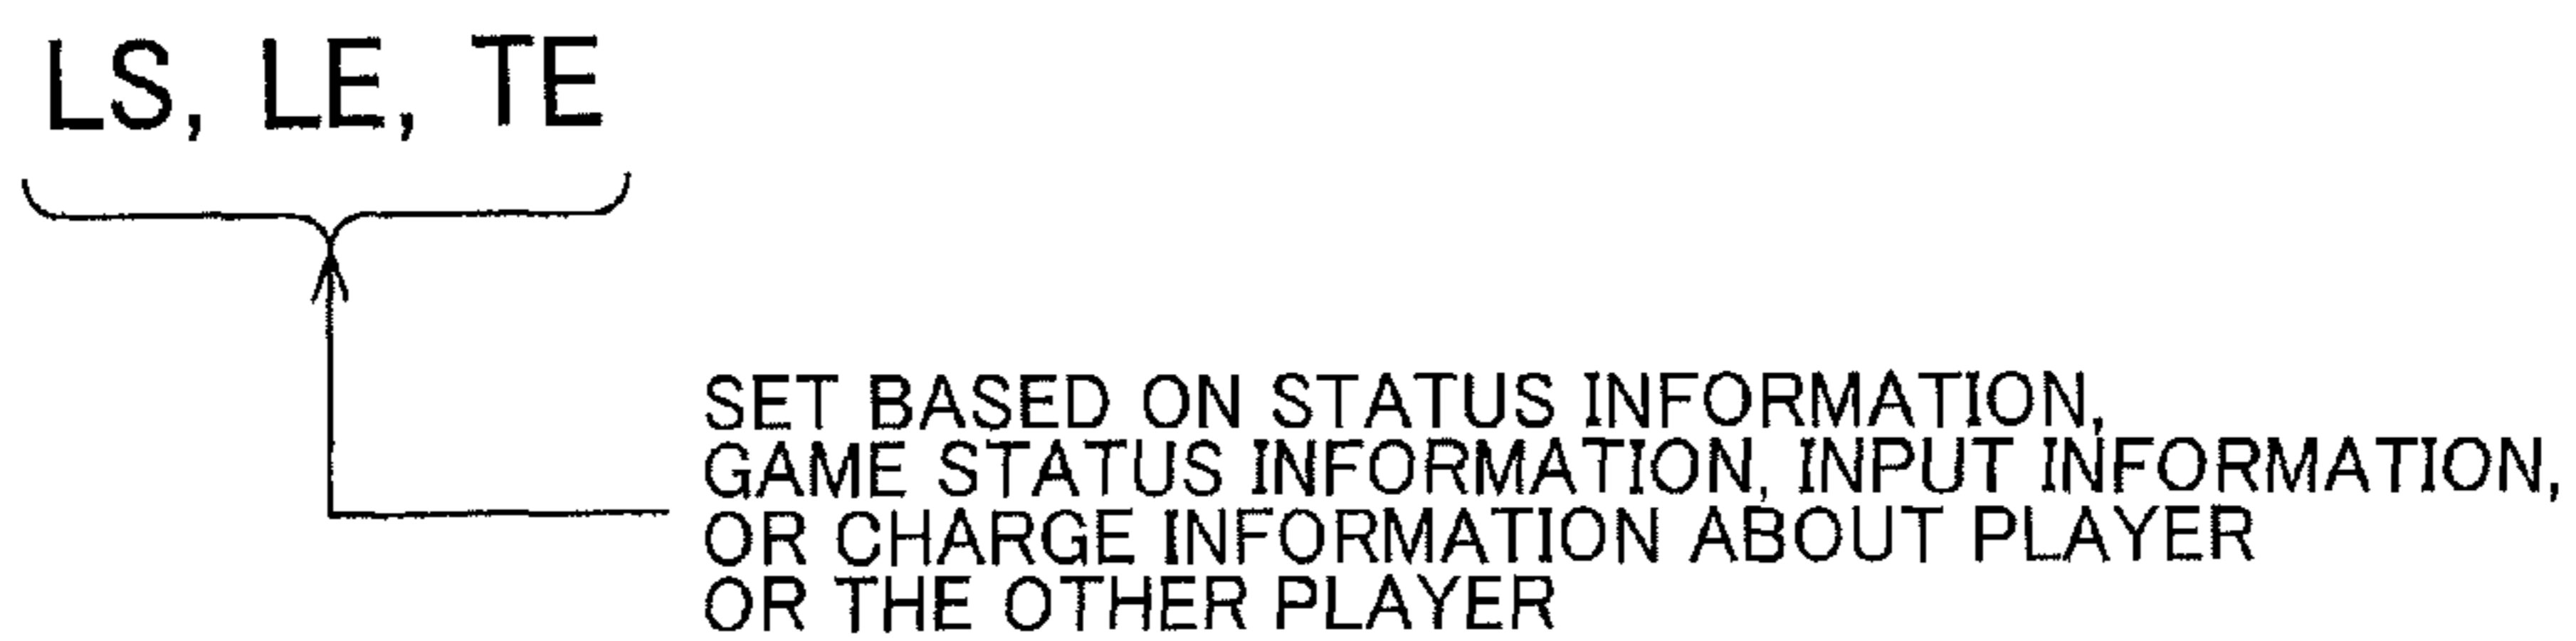 LS, LE, TE
SET BASED ON STATUS INFORMATION,
GAME STATUS INFORMATION, INPUT INFORMATION,
OR CHARGE INFORMATION ABOUT PLAYER
OR THE OTHER PLAYER